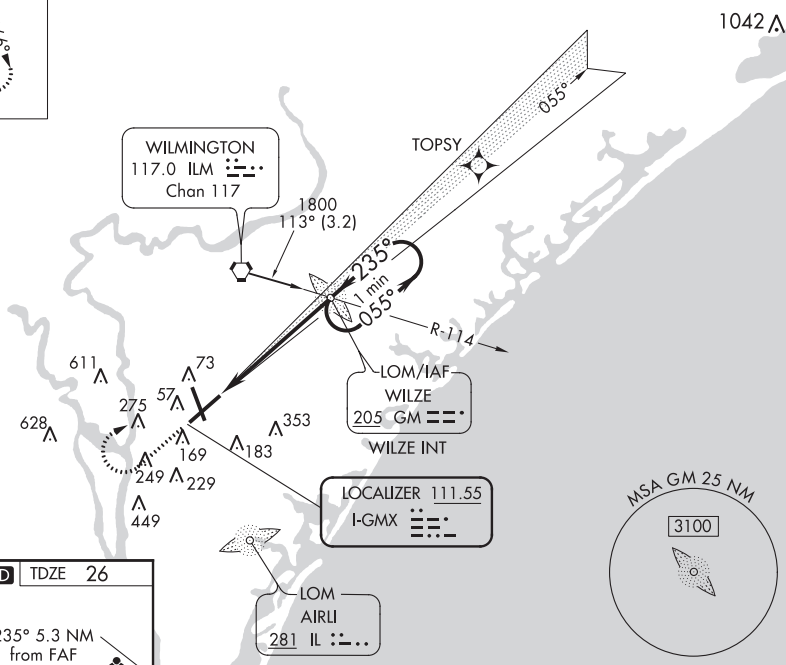 1042
055°
TOPSY
WILMINGTON
117.0 ILM
Chan 117
1800
113° (3.2)
235°
1 min
055°
R-114
LOM/IAF
WILZE
205 GM
WILZE INT
611
73
57
275
628
353
169
183
249
229
449
LOCALIZER 111.55
I-GMX
MSA GM 25 NM
3100
LOM
AIRLI
281 IL
D TDZE 26
235° 5.3 NM
from FAF